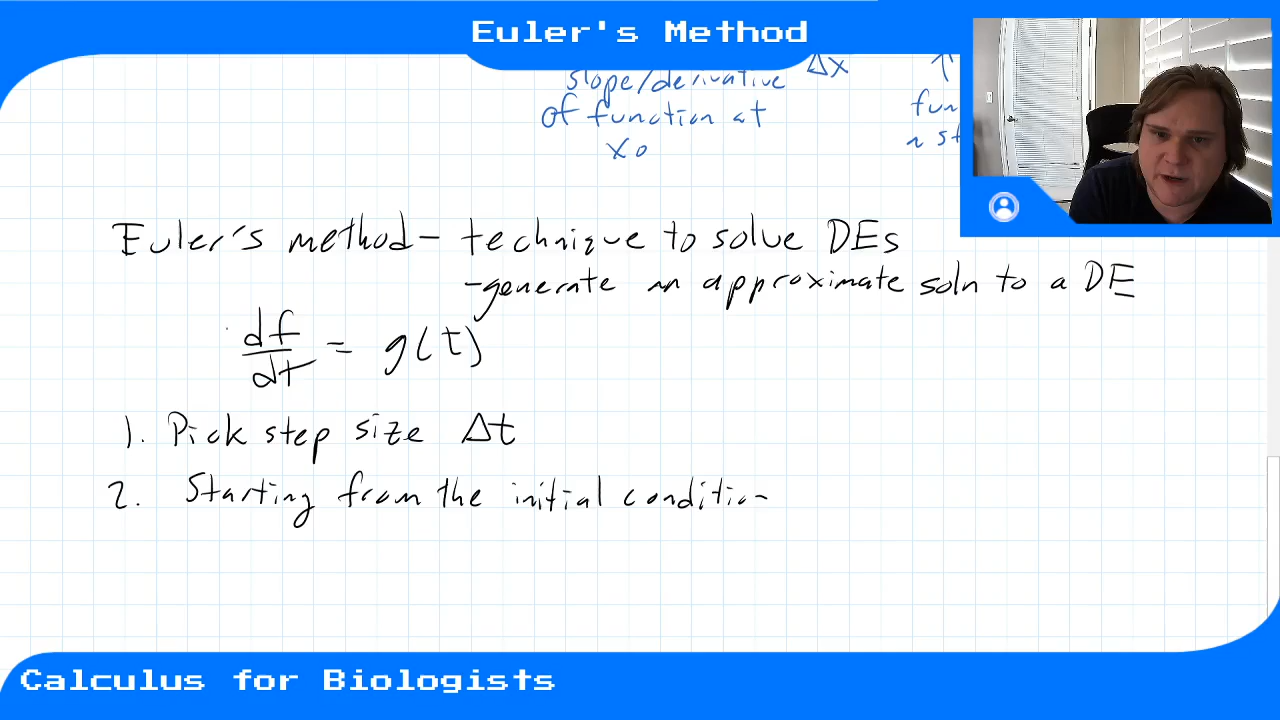 Euler's Method
slope/derivative Δx ↑
of function at fun
x0
Euler's method - technique to solve DEs
- generate an approximate soln to a DE
df/dt = g(t)
1. Pick step size Δt
2. Starting from the initial condition
Calculus for Biologists